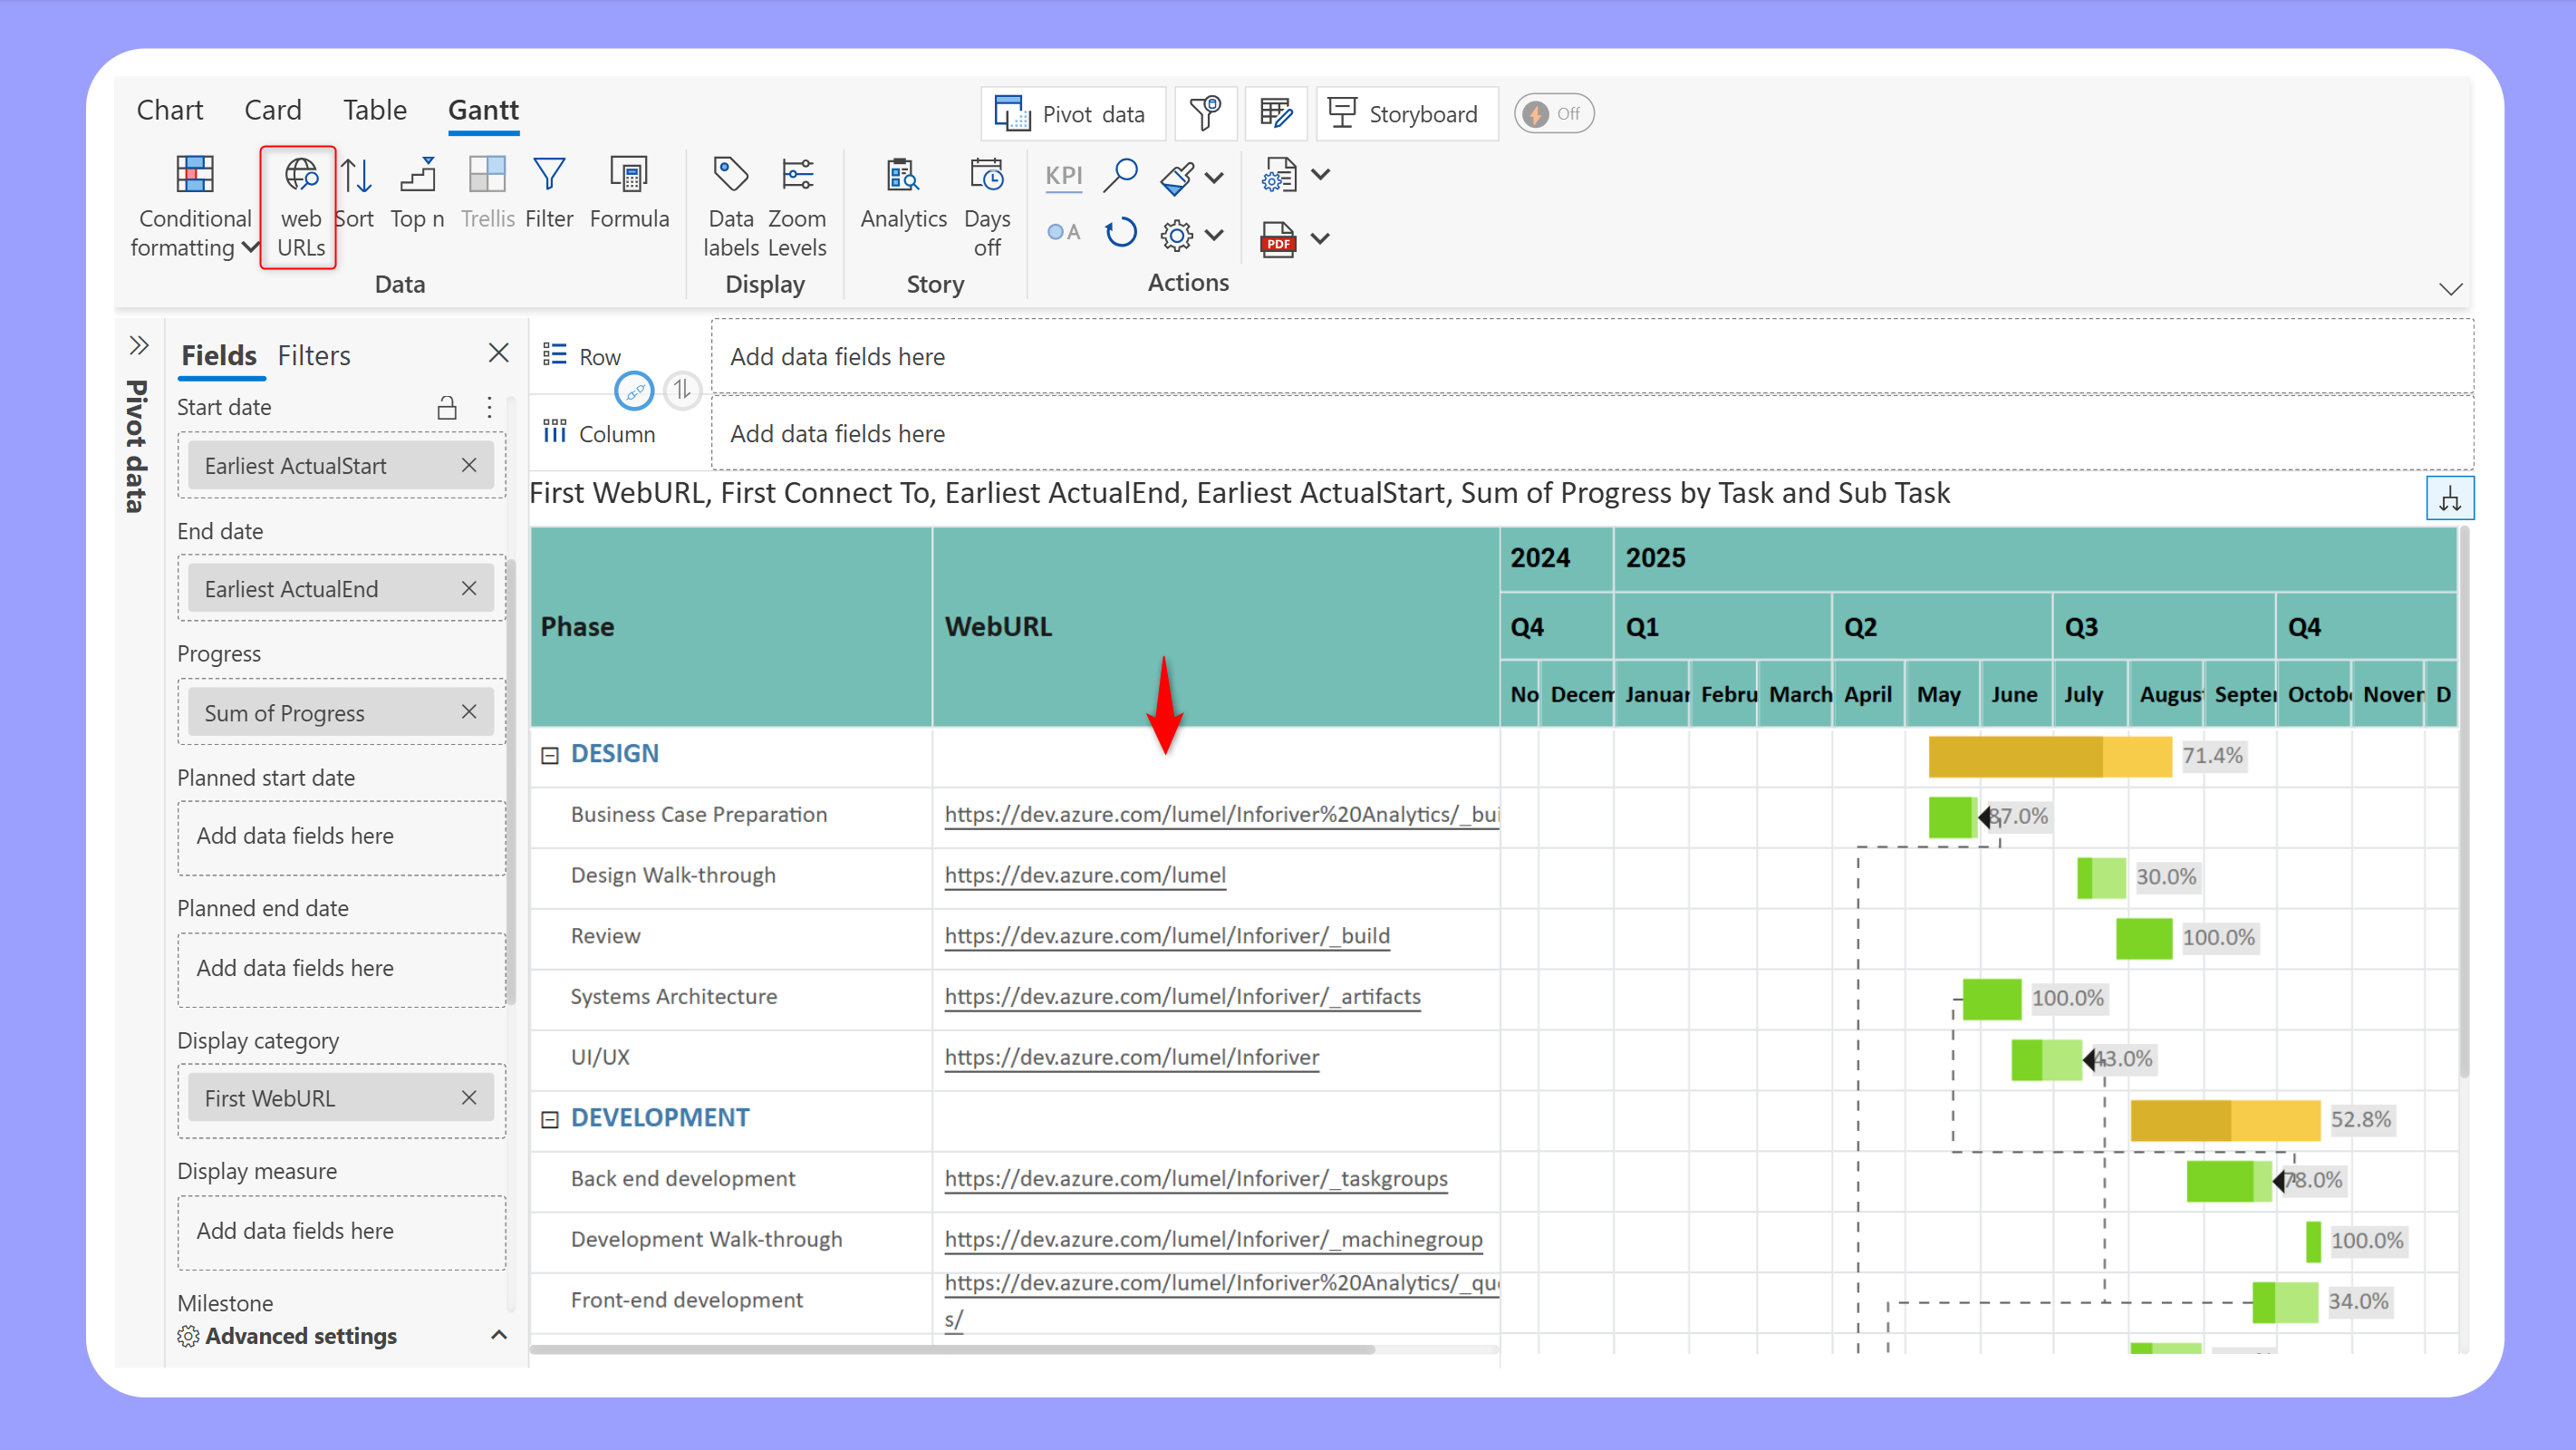 Chart Card Table Gantt
Pivot data Storyboard Off
Conditional formatting
web URLs
Sort
Top n
Trellis
Filter
Formula
Data labels
Zoom Levels
Analytics
Days off
KPI
A
PDF
Data Display Story Actions
Pivot data
Fields Filters
Start date
Earliest ActualStart
End date
Earliest ActualEnd
Progress
Sum of Progress
Planned start date
Add data fields here
Planned end date
Add data fields here
Display category
First WebURL
Display measure
Add data fields here
Milestone
Advanced settings
Row Add data fields here
Column Add data fields here
First WebURL, First Connect To, Earliest ActualEnd, Earliest ActualStart, Sum of Progress by Task and Sub Task
2024 2025
Phase WebURL Q4 Q1 Q2 Q3 Q4
No Decem Januar Febru March April May June July Augus Septer Octobe Noven D
DESIGN 71.4%
Business Case Preparation https://dev.azure.com/lumel/Inforiver%20Analytics/_bui 87.0%
Design Walk-through https://dev.azure.com/lumel 30.0%
Review https://dev.azure.com/lumel/Inforiver/_build 100.0%
Systems Architecture https://dev.azure.com/lumel/Inforiver/_artifacts 100.0%
UI/UX https://dev.azure.com/lumel/Inforiver 43.0%
DEVELOPMENT 52.8%
Back end development https://dev.azure.com/lumel/Inforiver/_taskgroups 78.0%
Development Walk-through https://dev.azure.com/lumel/Inforiver/_machinegroup 100.0%
Front-end development https://dev.azure.com/lumel/Inforiver%20Analytics/_que 34.0%
s/